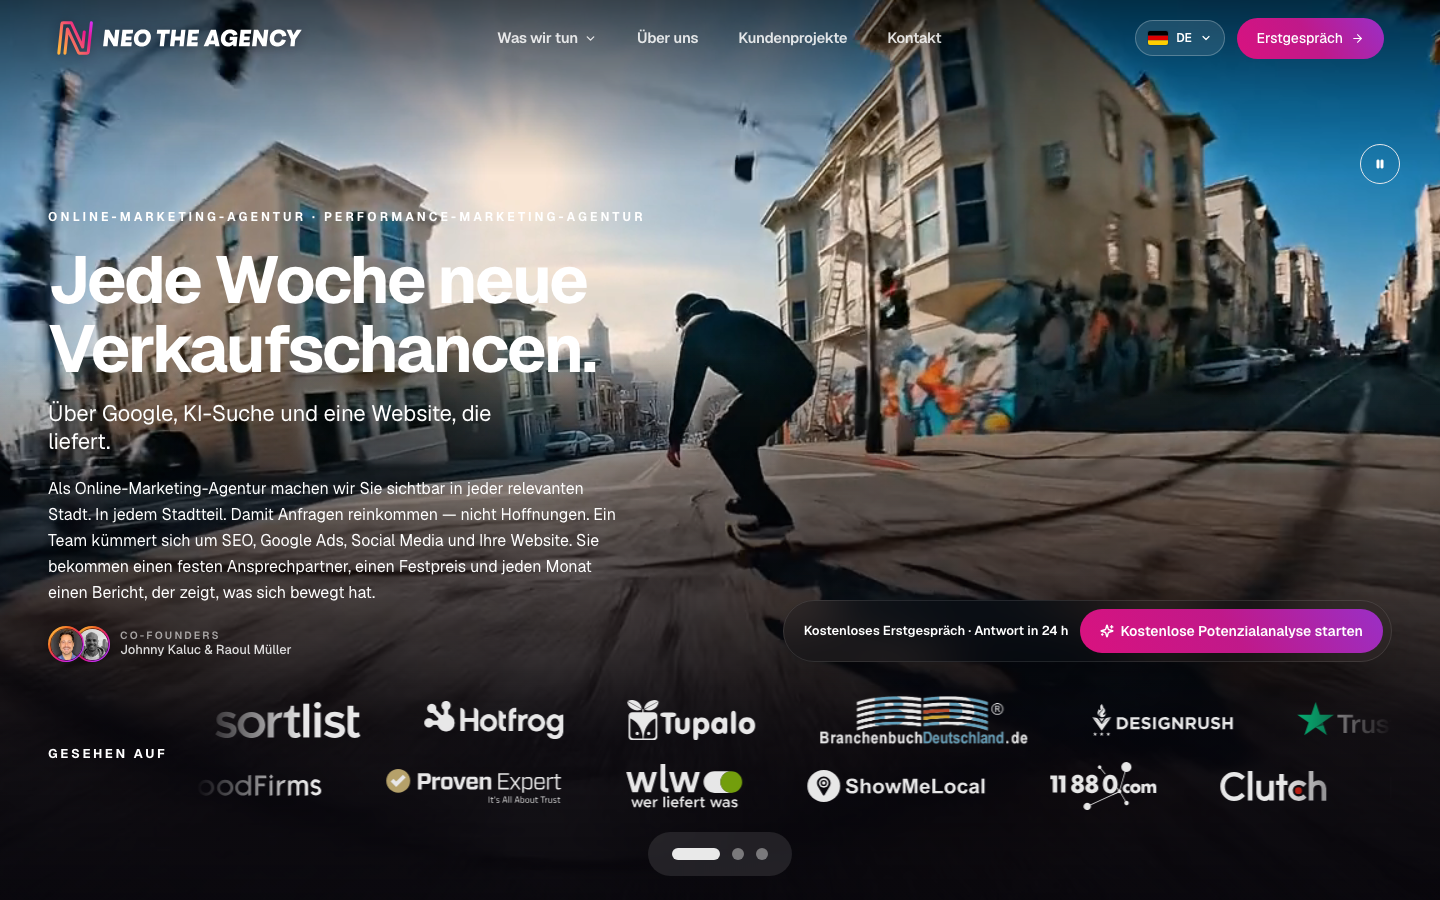 NEO THE AGENCY
Was wir tun
Über uns
Kundenprojekte
Kontakt
DE
Erstgespräch
ONLINE-MARKETING-AGENTUR · PERFORMANCE-MARKETING-AGENTUR
Jede Woche neue
Verkaufschancen.
Über Google, KI-Suche und eine Website, die
liefert.
Als Online-Marketing-Agentur machen wir Sie sichtbar in jeder relevanten
Stadt. In jedem Stadtteil. Damit Anfragen reinkommen — nicht Hoffnungen. Ein
Team kümmert sich um SEO, Google Ads, Social Media und Ihre Website. Sie
bekommen einen festen Ansprechpartner, einen Festpreis und jeden Monat
einen Bericht, der zeigt, was sich bewegt hat.
CO-FOUNDERS
Johnny Kaluc & Raoul Müller
Kostenloses Erstgespräch · Antwort in 24 h
Kostenlose Potenzialanalyse starten
GESEHEN AUF
sortlist
Hotfrog
Tupalo
BranchenbuchDeutschland.de ®
DESIGNRUSH
Trus
oodFirms
Proven Expert
It's All About Trust
wlw
wer liefert was
ShowMeLocal
11880.com
Clutch